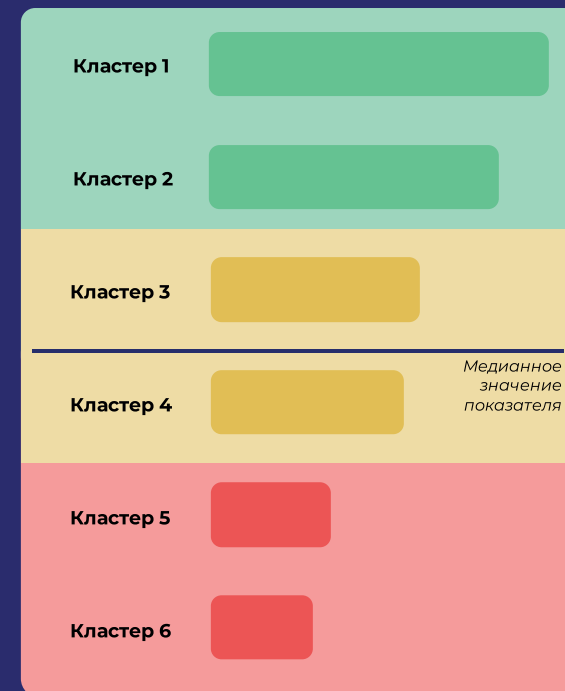 Кластер 1
Кластер 2
Кластер 3
Медианное
значение
показателя
Кластер 4
Кластер 5
Кластер 6